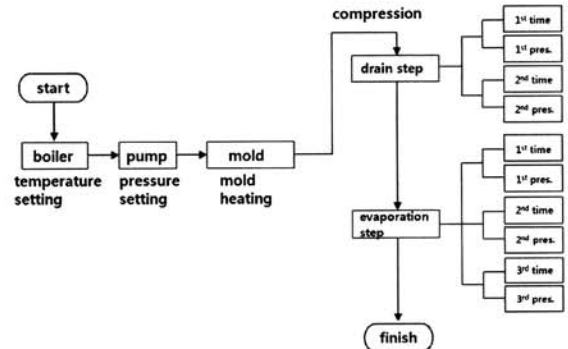 compression
start
boiler
temperature
setting
pump
pressure
setting
mold
mold
heating
drain step
1st time
1st pres.
2nd time
2nd pres.
evaporation
step
1st time
1st pres.
2nd time
2nd pres.
3rd time
3rd pres.
finish